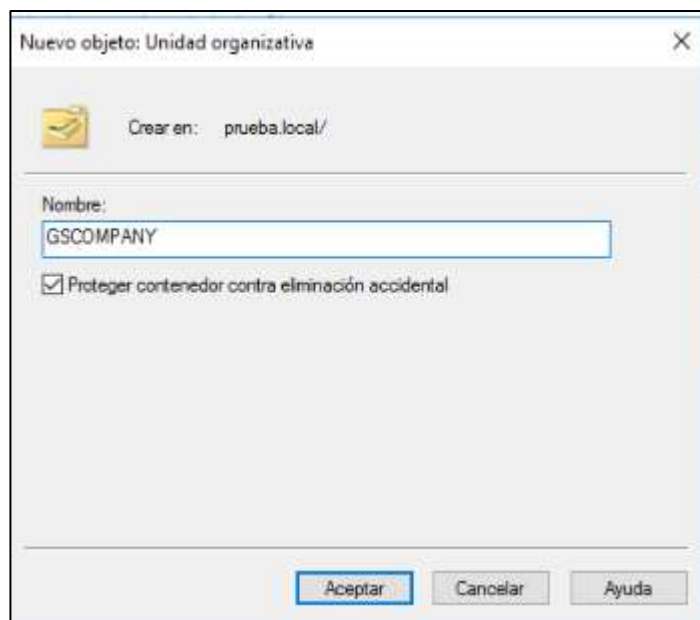 Nuevo objeto: Unidad organizativa
Crear en: prueba.local/
Nombre:
GSCOMPANY
Proteger contenedor contra eliminación accidental
Aceptar Cancelar Ayuda